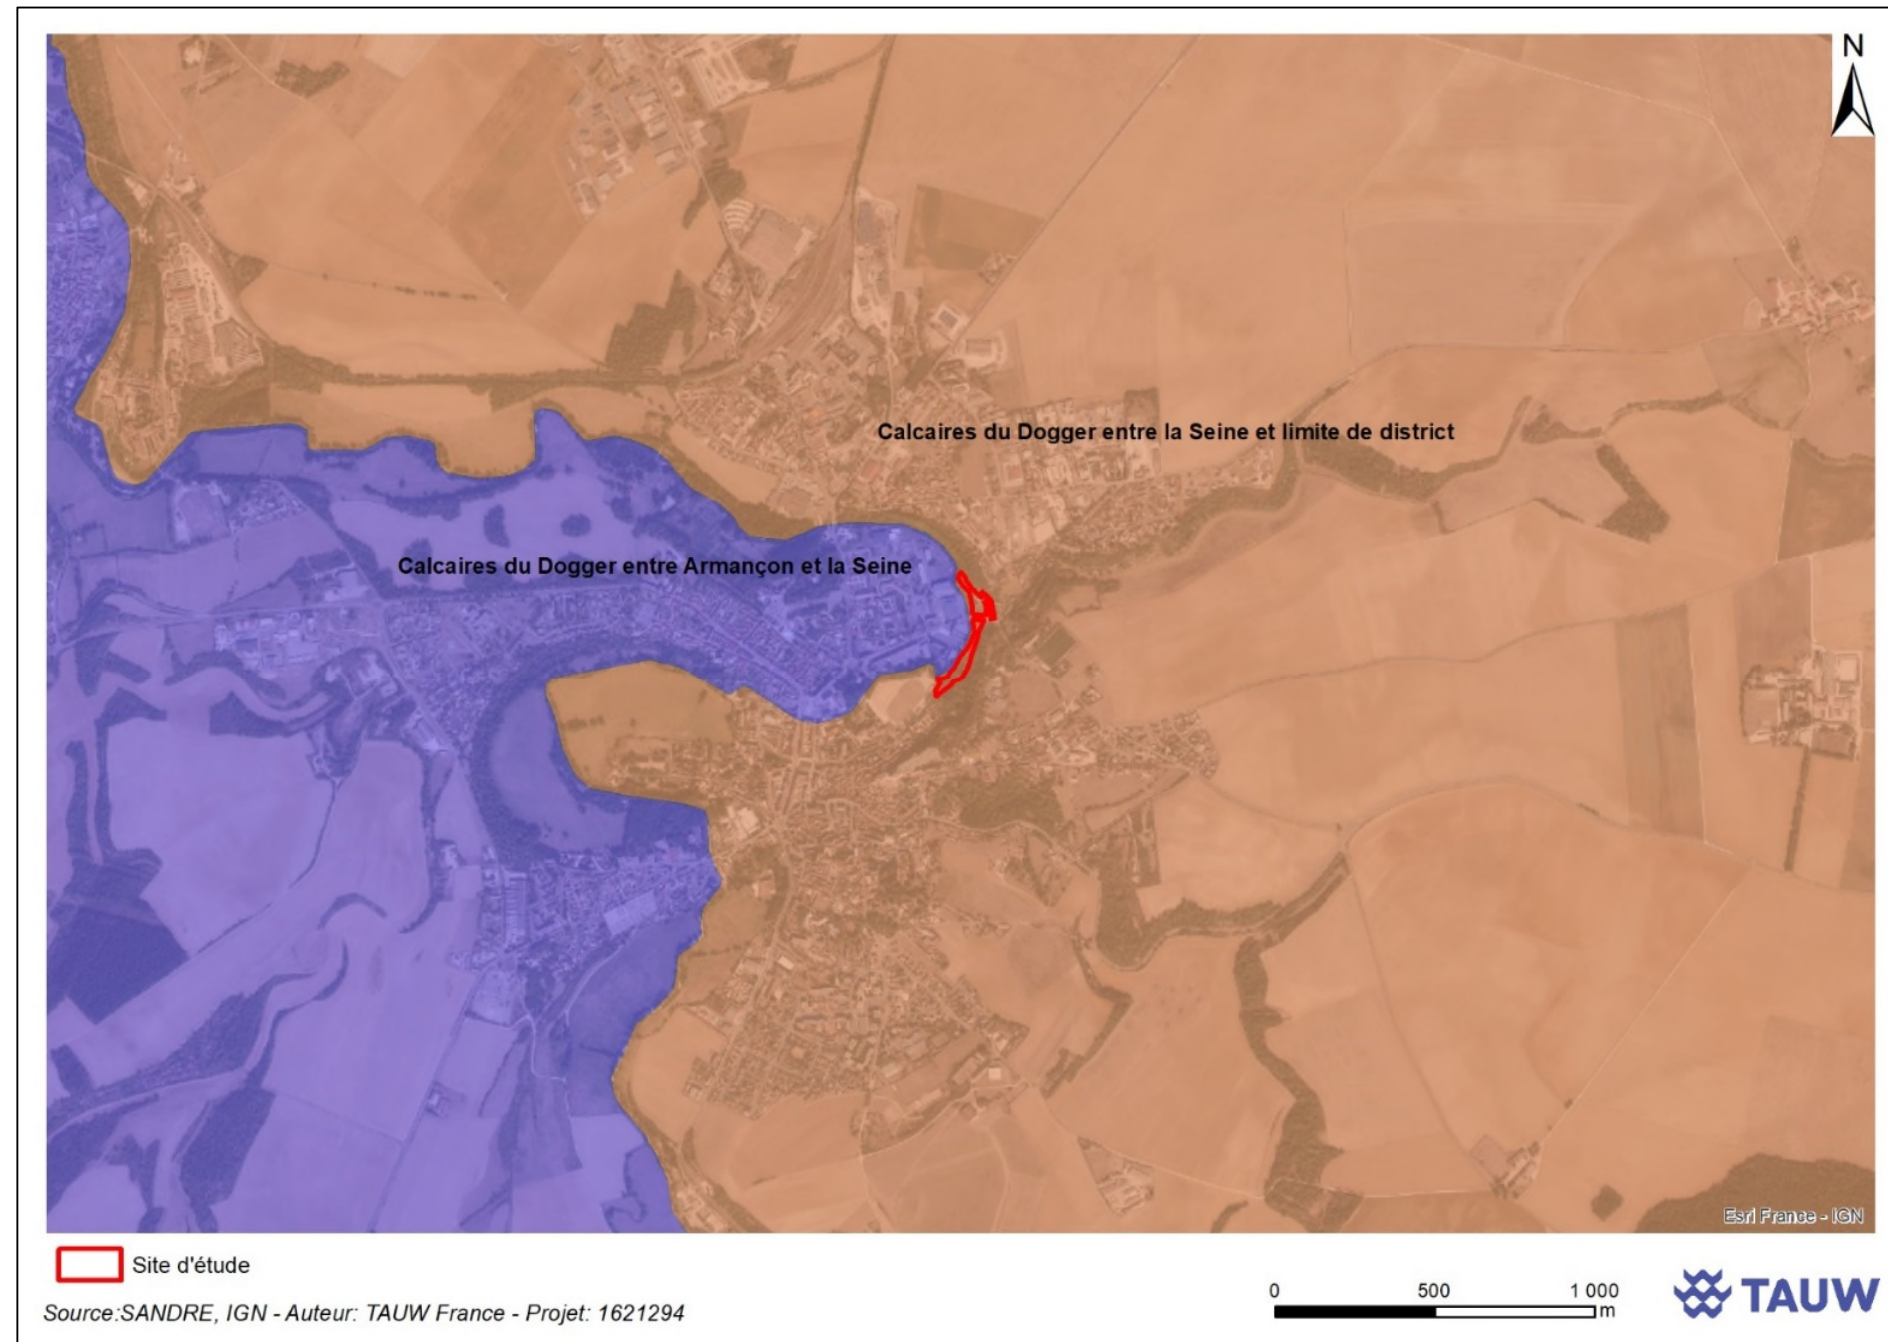 N
Calcaires du Dogger entre la Seine et limite de district
Calcaires du Dogger entre Armançon et la Seine
Esri France - IGN
Site d'étude
Source:SANDRE, IGN - Auteur: TAUW France - Projet: 1621294
0 500 1 000
m
TAUW